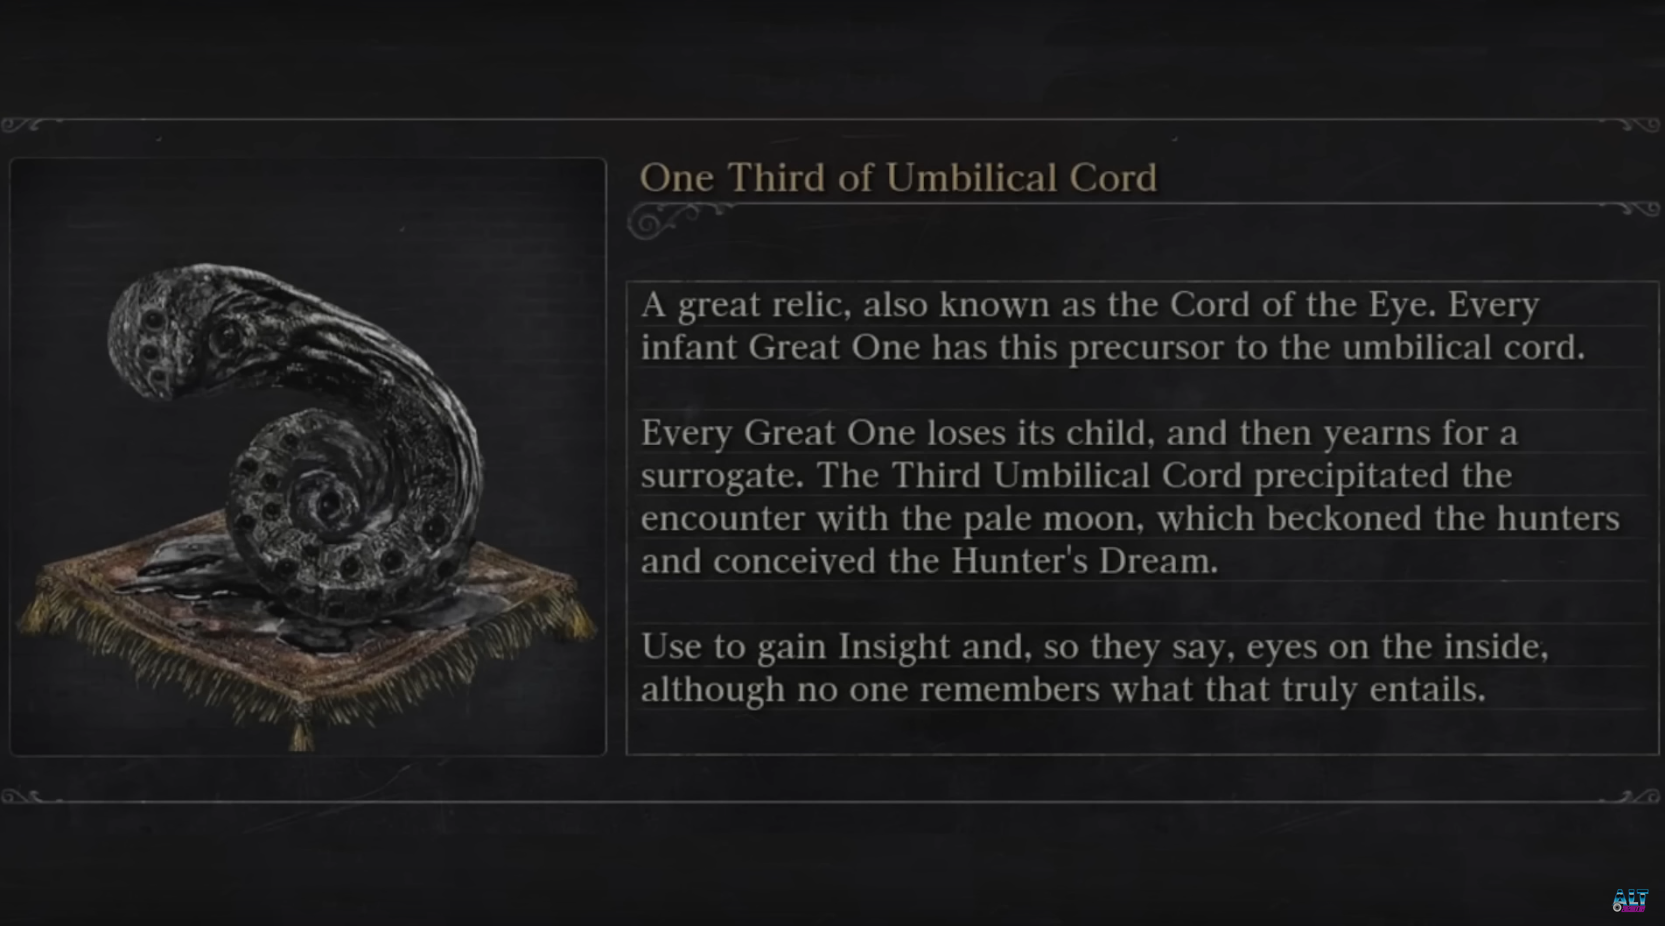 One Third of Umbilical Cord
A great relic, also known as the Cord of the Eye. Every
infant Great One has this precursor to the umbilical cord.
Every Great One loses its child, and then yearns for a
surrogate. The Third Umbilical Cord precipitated the
encounter with the pale moon, which beckoned the hunters
and conceived the Hunter's Dream.
Use to gain Insight and, so they say, eyes on the inside,
although no one remembers what that truly entails.
ALT